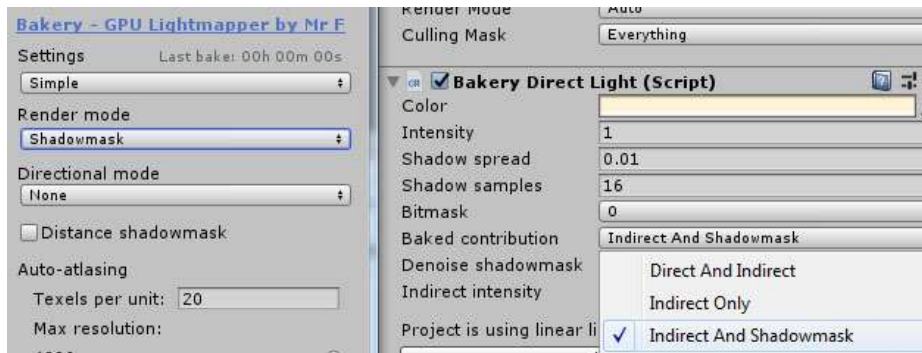 Bakery - GPU Lightmapper by Mr F
Settings
Last bake: 00h 00m 00s
Simple
Render mode
Shadowmask
Directional mode
None
Distance shadowmask
Auto-atlasing
Texels per unit: 20
Max resolution:
Render Mode Auto
Culling Mask Everything
Bakery Direct Light (Script)
Color
Intensity 1
Shadow spread 0.01
Shadow samples 16
Bitmask 0
Baked contribution Indirect And Shadowmask
Denoise shadowmask
Direct And Indirect
Indirect intensity
Indirect Only
Project is using linear li
Indirect And Shadowmask